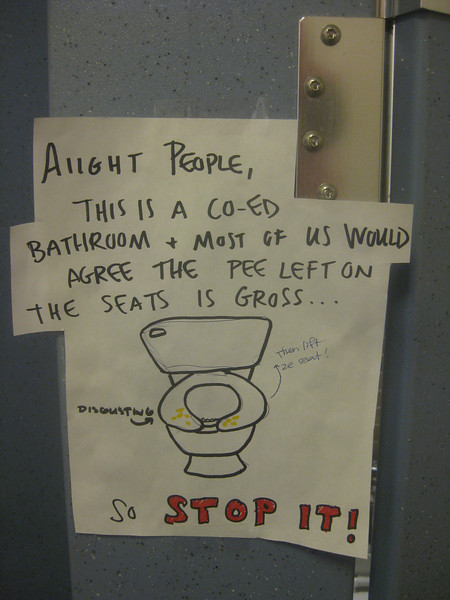 AIIGHT PEOPLE,
THIS IS A CO-ED
BATHROOM + MOST OF US WOULD
AGREE THE PEE LEFT ON
THE SEATS IS GROSS...
then lift
ze seat!
DISGUSTING
So STOP IT!